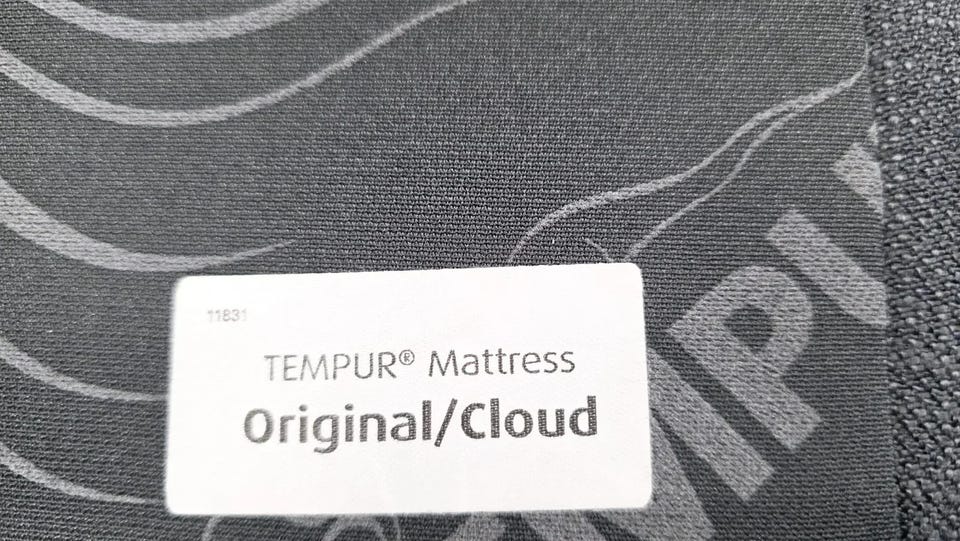 11831
TEMPUR® Mattress
Original/Cloud